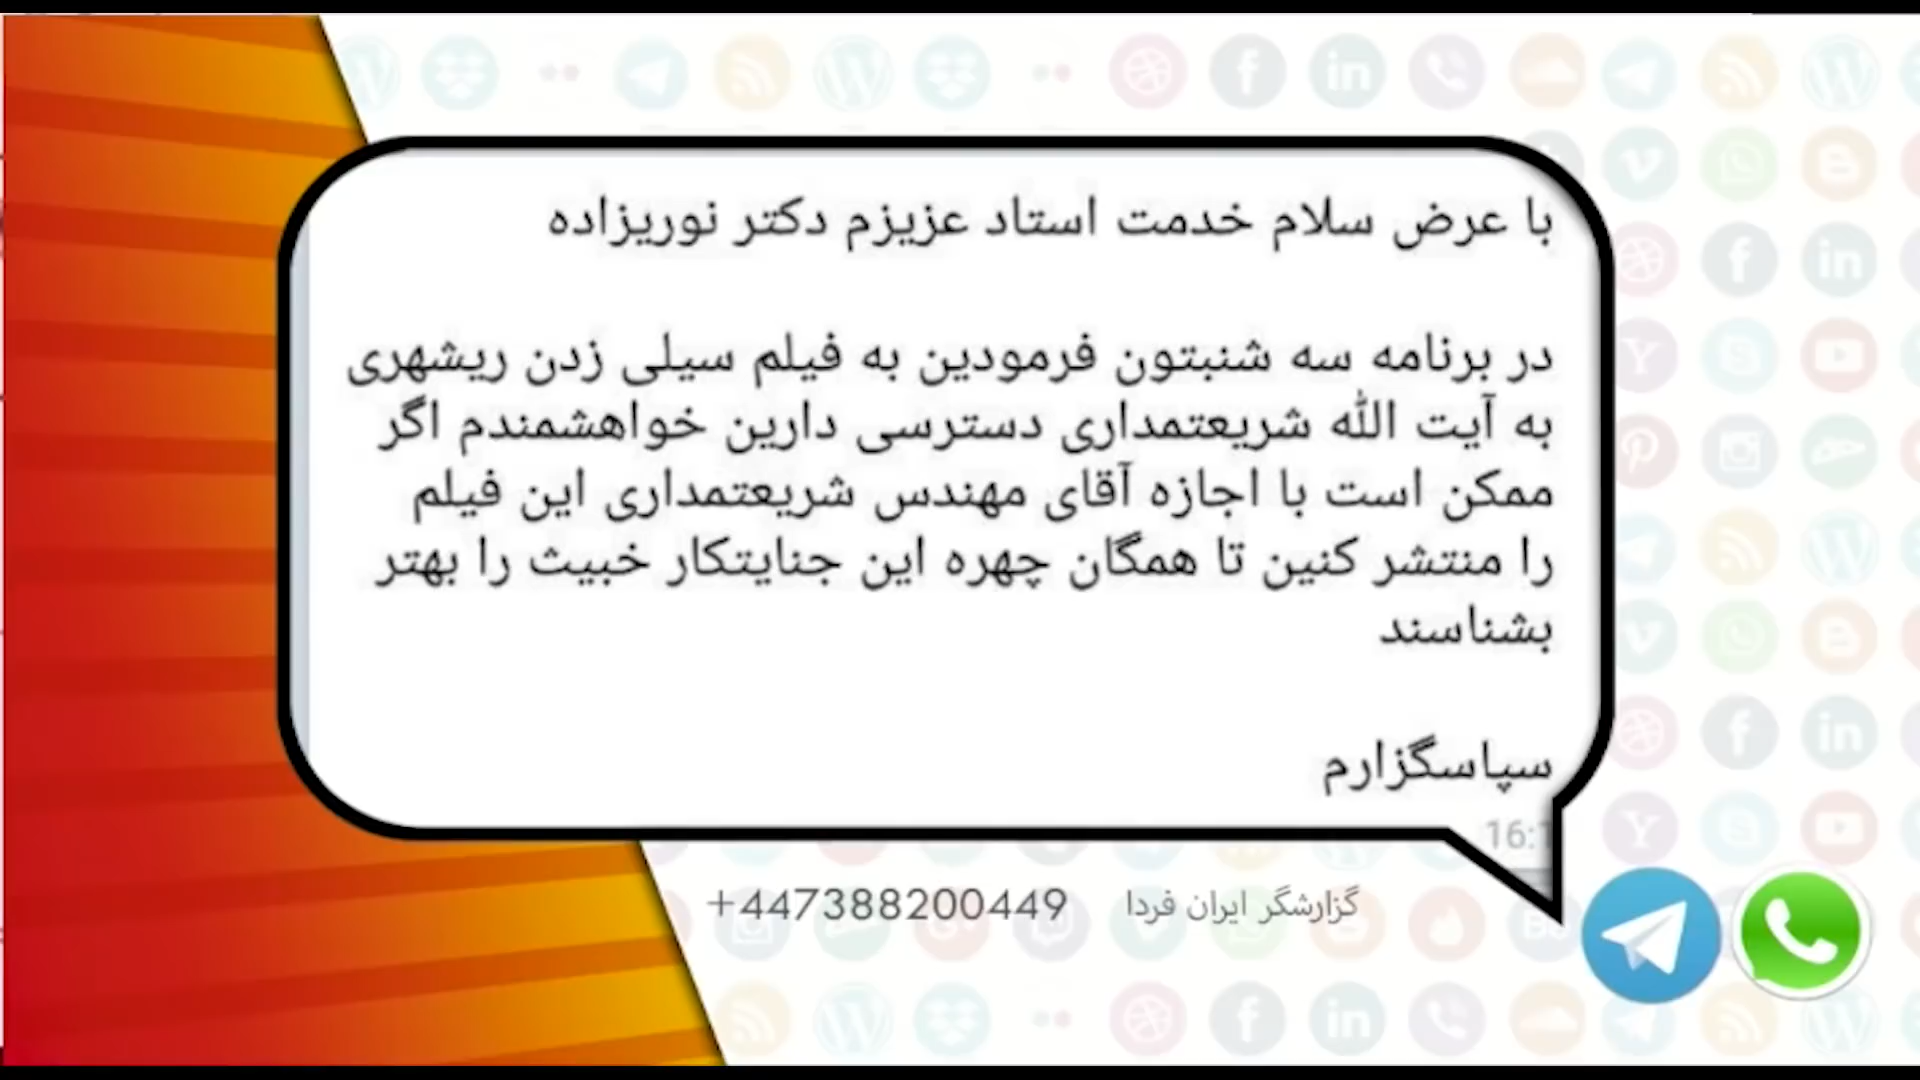 با عرض سلام خدمت استاد عزیزم دکتر نوریزاده
در برنامه سه شنبتون فرمودین به فیلم سیلی زدن ریشهری
به آیت الله شریعتمداری دسترسی دارین خواهشمندم اگر
ممکن است با اجازه آقای مهندس شریعتمداری این فیلم
را منتشر کنین تا همگان چهره این جنایتکار خبیث را بهتر
بشناسند
سپاسگزارم
گزارشگر ایران فردا +447388200449